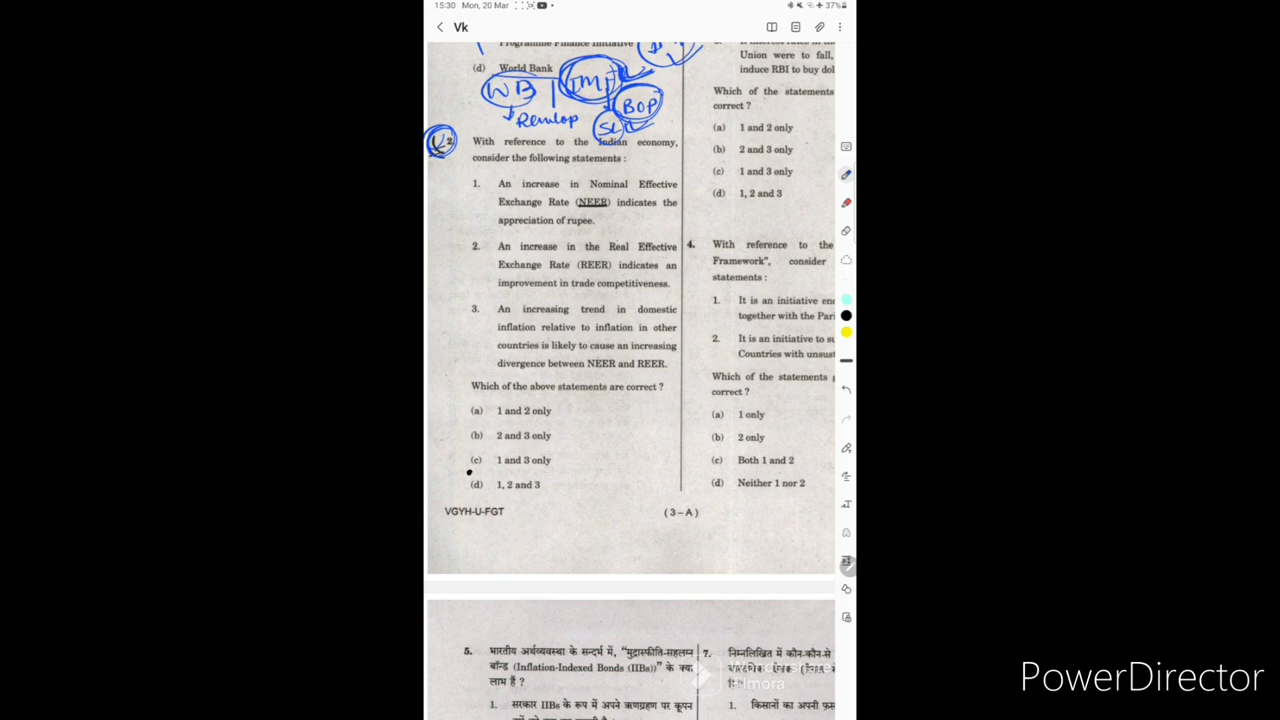 15:30 Mon, 20 Mar
37%
Vk
Programme Finance Initiative
(d) World Bank
WB
IMF
BOP
2. With reference to the Indian economy,
consider the following statements :
1. An increase in Nominal Effective
Exchange Rate (NEER) indicates the
appreciation of rupee.
2. An increase in the Real Effective
Exchange Rate (REER) indicates an
improvement in trade competitiveness.
3. An increasing trend in domestic
inflation relative to inflation in other
countries is likely to cause an increasing
divergence between NEER and REER.
Which of the above statements are correct ?
(a) 1 and 2 only
(b) 2 and 3 only
(c) 1 and 3 only
(d) 1, 2 and 3
VGYH-U-FGT
( 3 – A )
Union were to fall,
induce RBI to buy dol
Which of the statements
correct ?
(a) 1 and 2 only
(b) 2 and 3 only
(c) 1 and 3 only
(d) 1, 2 and 3
4. With reference to the
Framework", consider
statements :
1. It is an initiative en
together with the Pari
2. It is an initiative to su
Countries with unsust
Which of the statements
correct ?
(a) 1 only
(b) 2 only
(c) Both 1 and 2
(d) Neither 1 nor 2
5. भारतीय अर्थव्यवस्था के सन्दर्भ में, "मुद्रास्फीति-सहलग्न
बॉन्ड (Inflation-Indexed Bonds (IIBs))" के क्या
लाभ हैं ?
1. सरकार IIBs के रूप में अपने ऋणग्रहण पर कूपन
7. निम्नलिखित में कौन-कौन-से
1. किसानों को अपनी फ़स
Filmora
PowerDirector